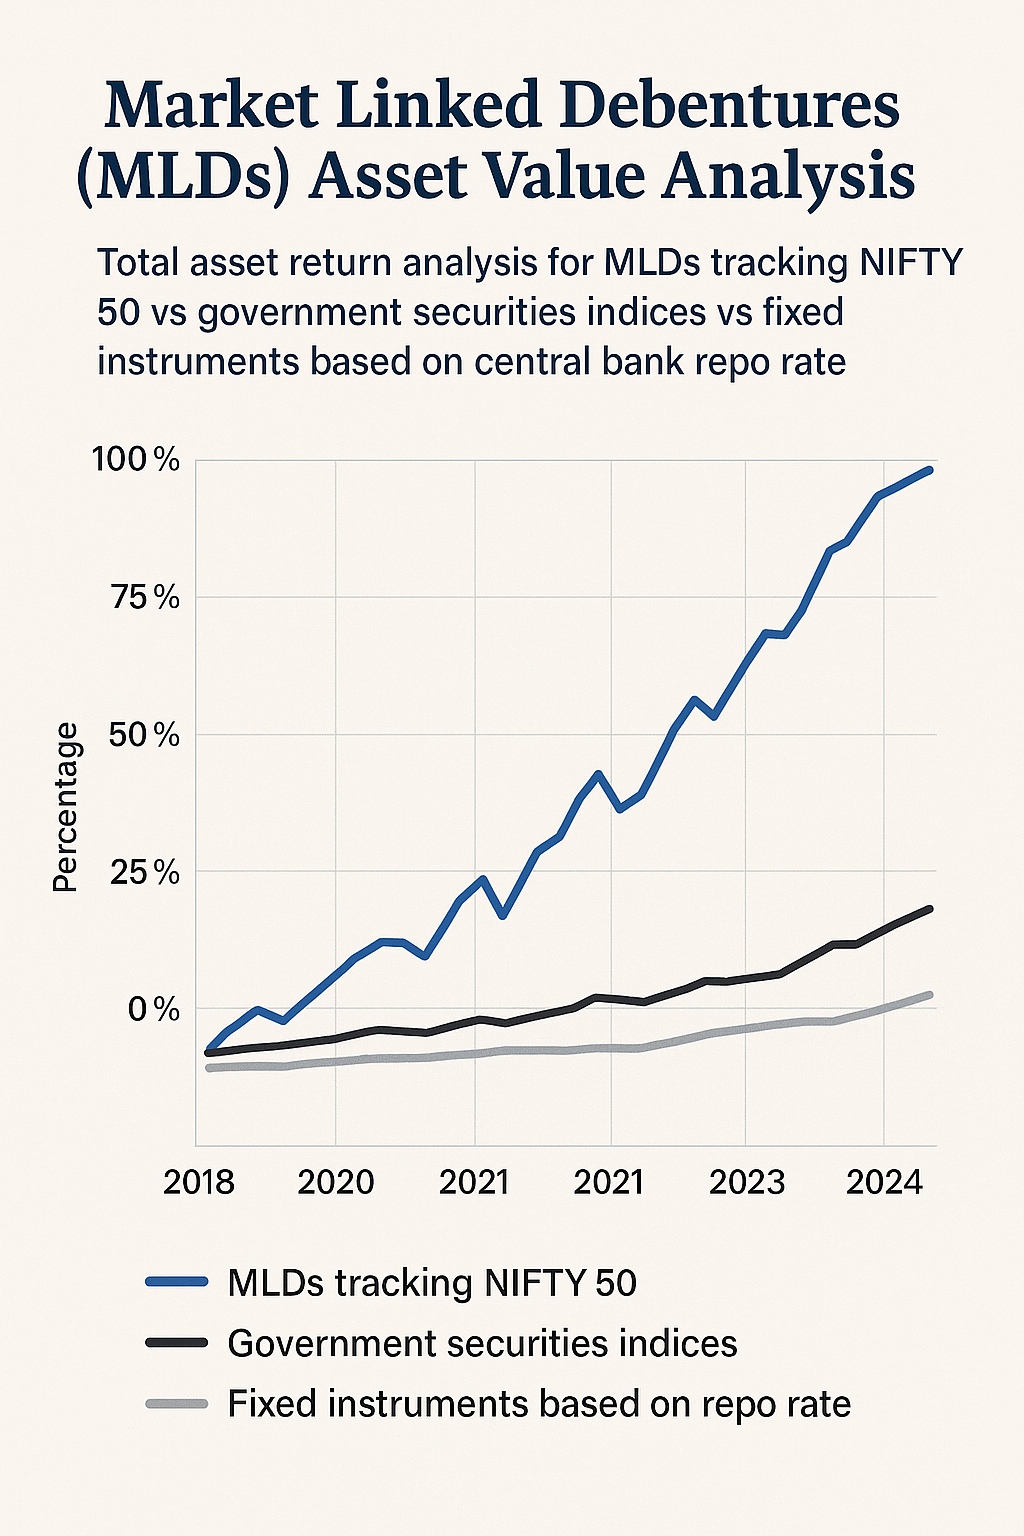 Market Linked Debentures
(MLDs) Asset Value Analysis
Total asset return analysis for MLDs tracking NIFTY
50 vs government securities indices vs fixed
instruments based on central bank repo rate
Percentage
100 %
75 %
50 %
25 %
0 %
2018 2020 2021 2021 2023 2024
MLDs tracking NIFTY 50
Government securities indices
Fixed instruments based on repo rate